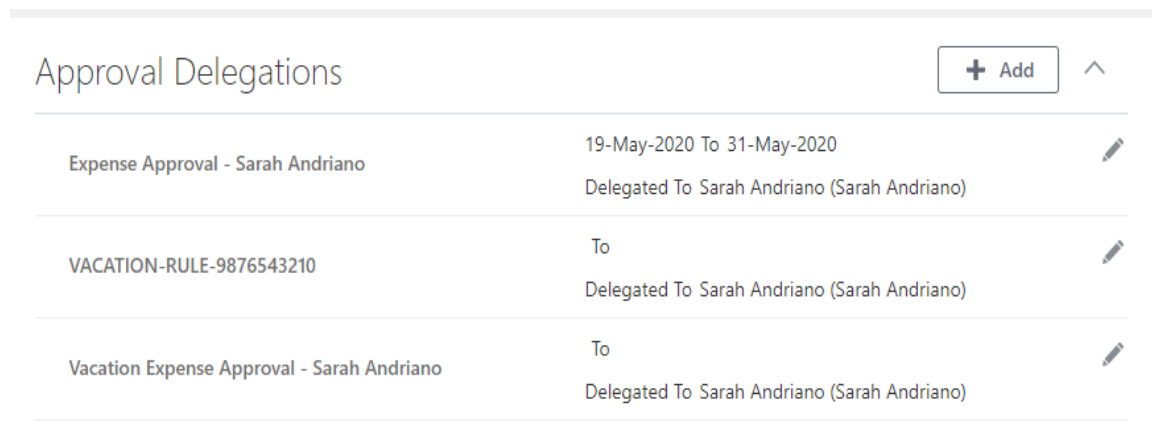 Approval Delegations
Add
Expense Approval - Sarah Andriano
19-May-2020 To 31-May-2020
Delegated To Sarah Andriano (Sarah Andriano)
VACATION-RULE-9876543210
To
Delegated To Sarah Andriano (Sarah Andriano)
Vacation Expense Approval - Sarah Andriano
To
Delegated To Sarah Andriano (Sarah Andriano)